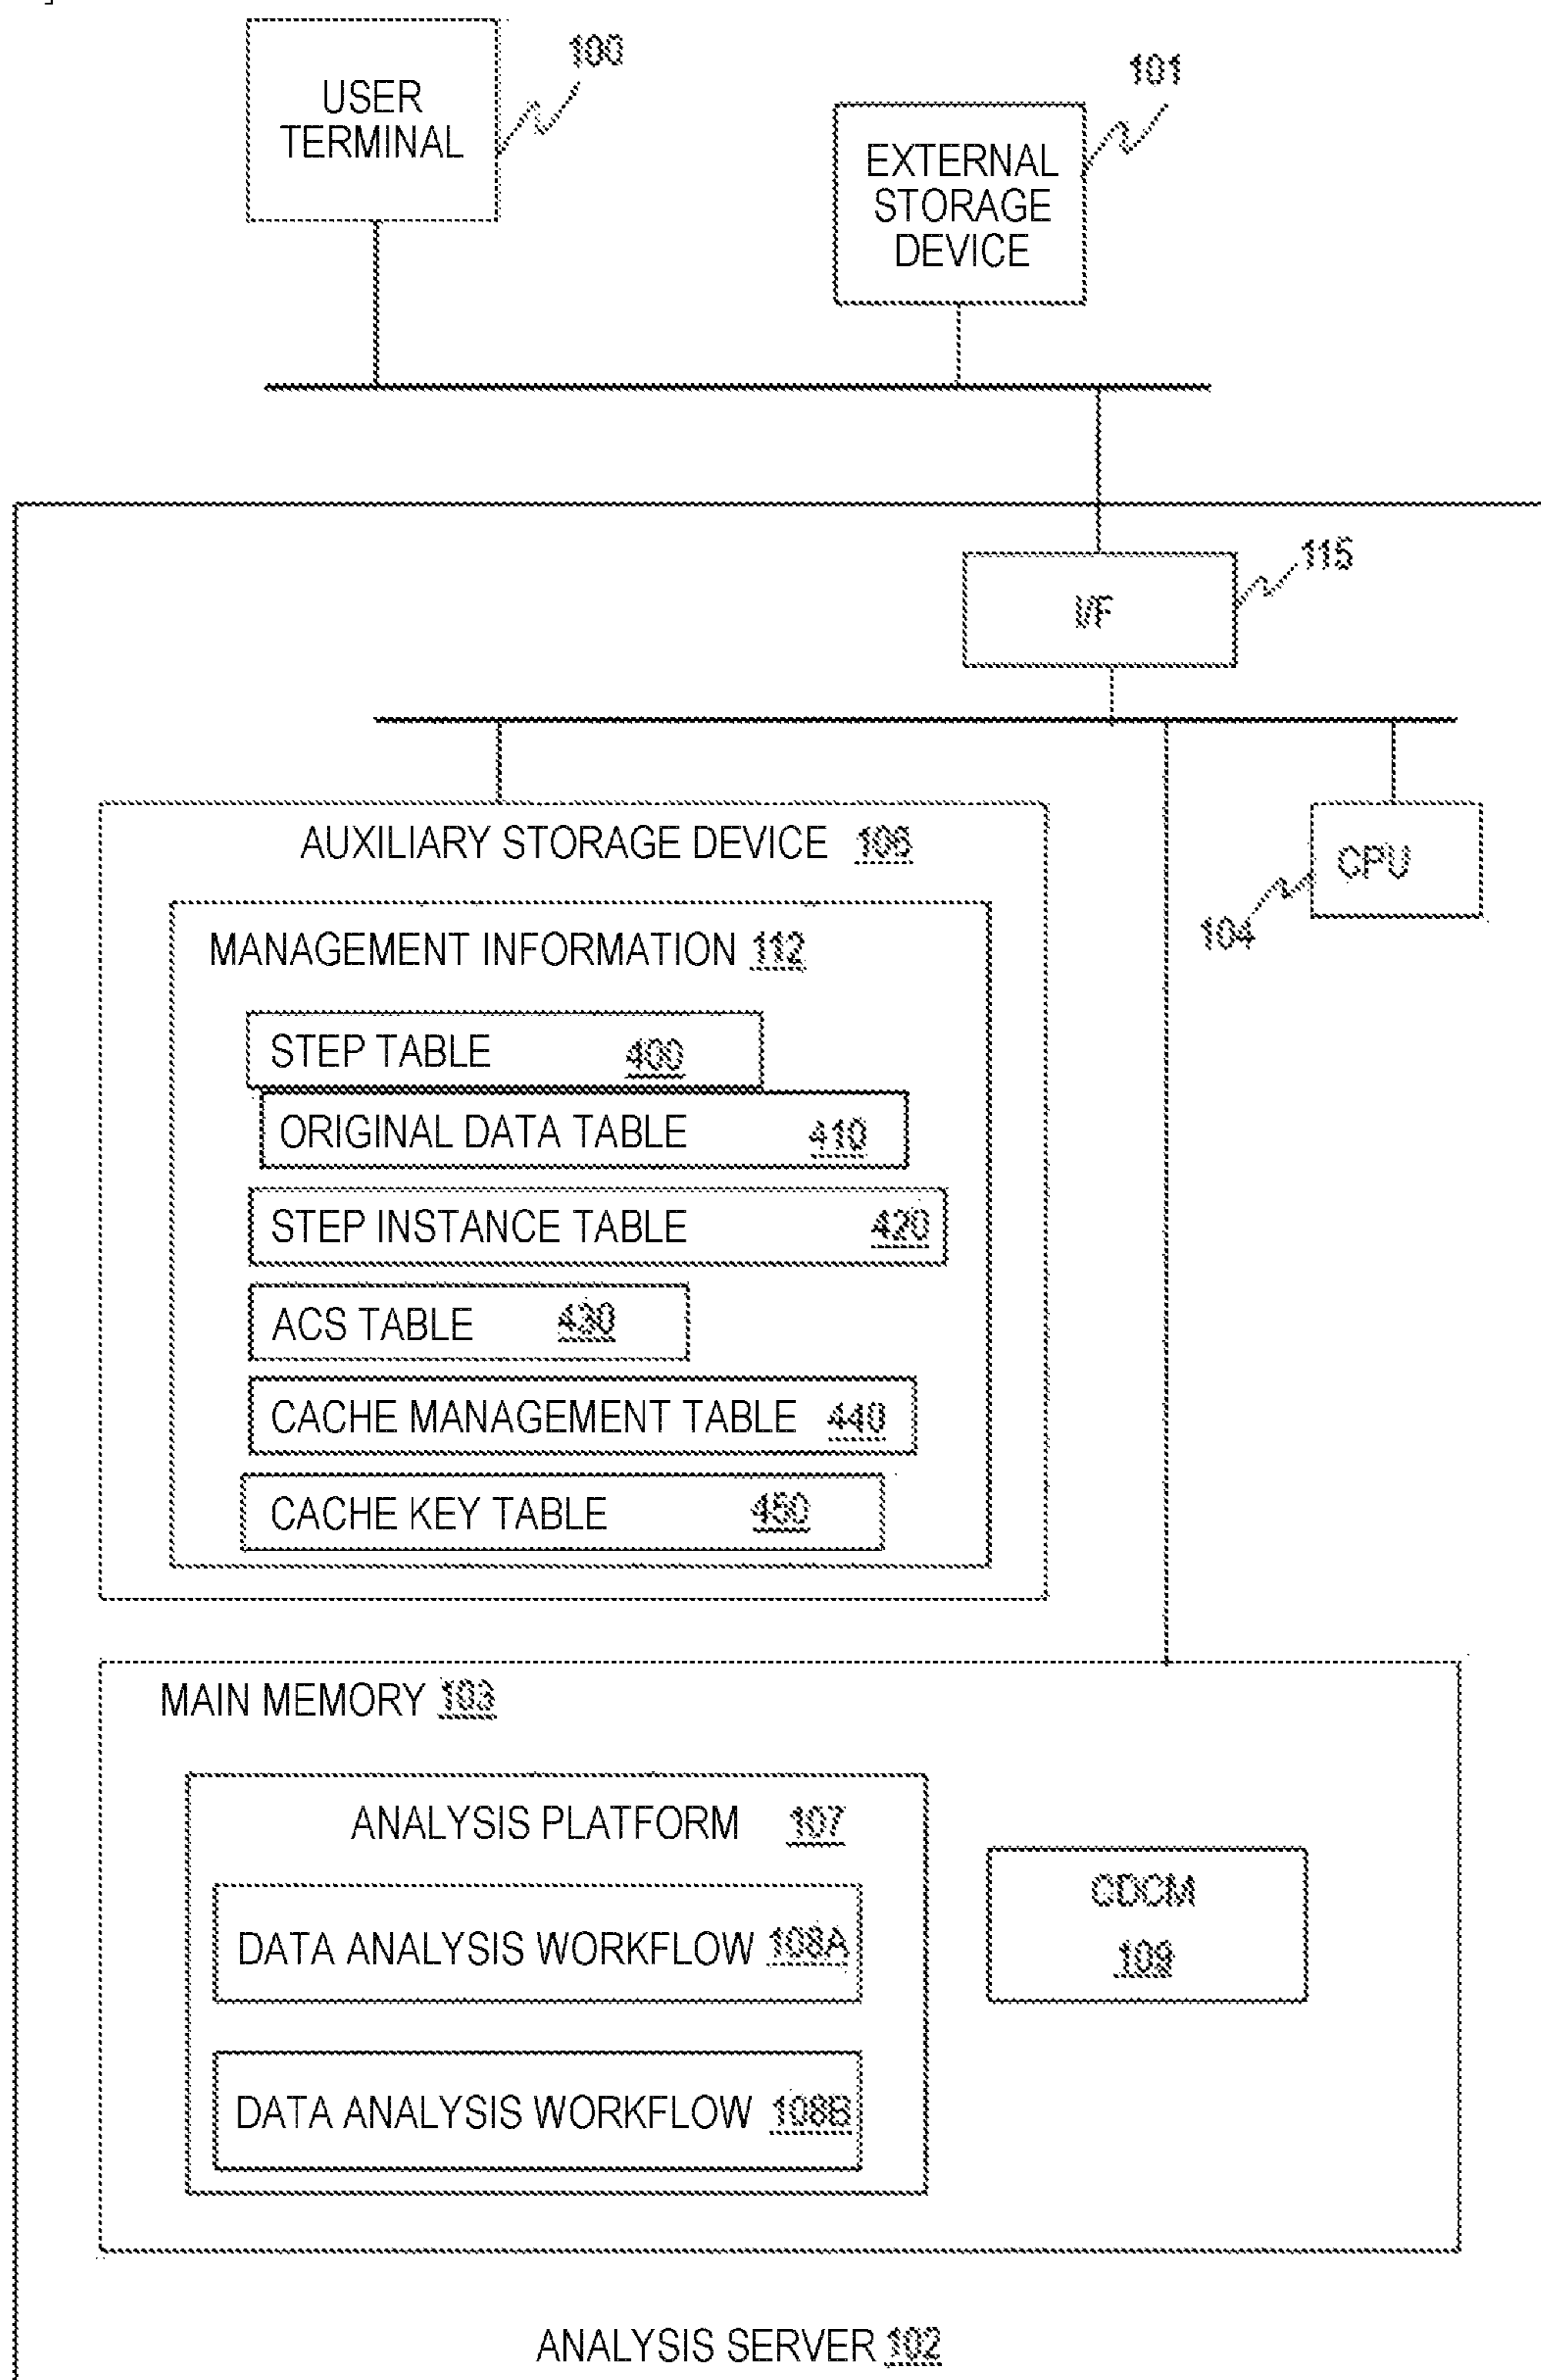 USER
TERMINAL
100
101
EXTERNAL
STORAGE
DEVICE
I/F
115
AUXILIARY STORAGE DEVICE 106
CPU
104
MANAGEMENT INFORMATION 112
STEP TABLE 400
ORIGINAL DATA TABLE 410
STEP INSTANCE TABLE 420
ACS TABLE 430
CACHE MANAGEMENT TABLE 440
CACHE KEY TABLE 450
MAIN MEMORY 103
ANALYSIS PLATFORM 107
DATA ANALYSIS WORKFLOW 108A
DATA ANALYSIS WORKFLOW 108B
CDCM
109
ANALYSIS SERVER 102